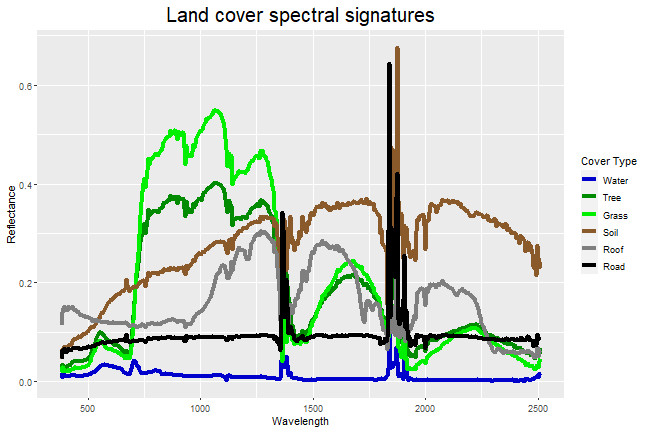 Land cover spectral signatures
Reflectance
0.6
0.4
0.2
0.0
500
1000
1500
2000
2500
Wavelength
Cover Type
Water
Tree
Grass
Soil
Roof
Road